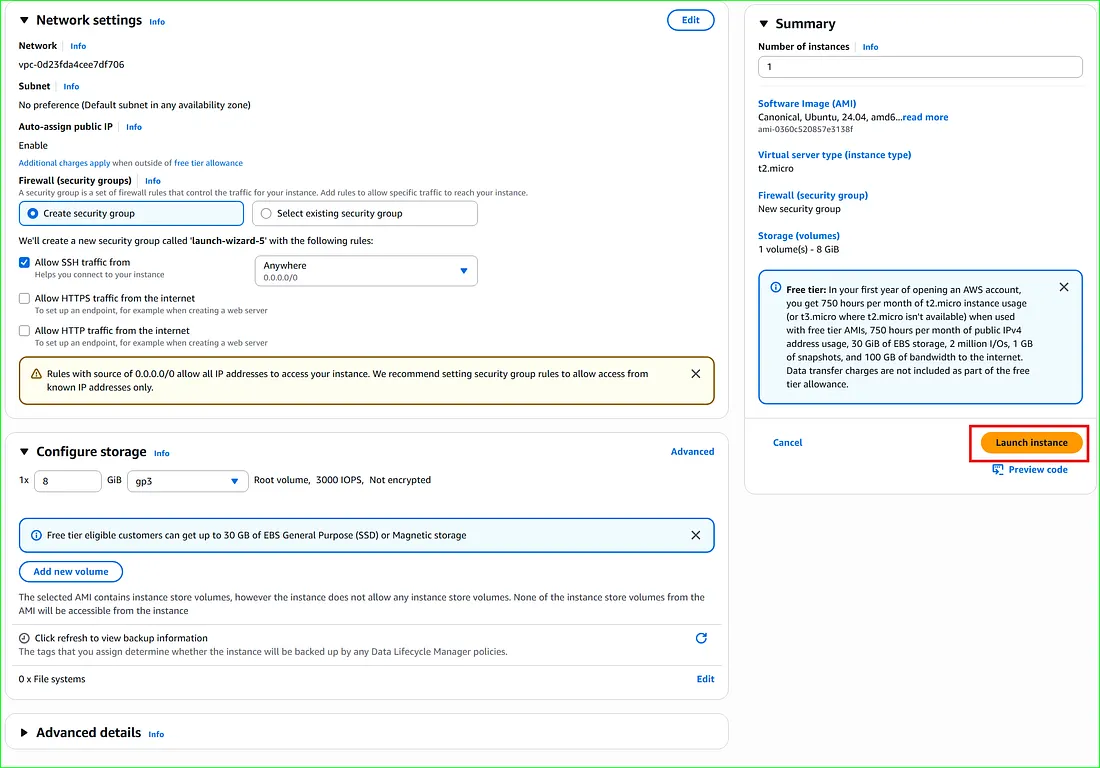 Network settings Info
Edit
Network Info
vpc-0d23fda4cee7df706
Subnet Info
No preference (Default subnet in any availability zone)
Auto-assign public IP Info
Enable
Additional charges apply when outside of free tier allowance
Firewall (security groups) Info
A security group is a set of firewall rules that control the traffic for your instance. Add rules to allow specific traffic to reach your instance.
Create security group
Select existing security group
We'll create a new security group called 'launch-wizard-5' with the following rules:
Allow SSH traffic from
Helps you connect to your instance
Anywhere
0.0.0.0/0
Allow HTTPS traffic from the internet
To set up an endpoint, for example when creating a web server
Allow HTTP traffic from the internet
To set up an endpoint, for example when creating a web server
Rules with source of 0.0.0.0/0 allow all IP addresses to access your instance. We recommend setting security group rules to allow access from
known IP addresses only.
Configure storage Info
Advanced
1x 8 GiB gp3 Root volume, 3000 IOPS, Not encrypted
Free tier eligible customers can get up to 30 GB of EBS General Purpose (SSD) or Magnetic storage
Add new volume
The selected AMI contains instance store volumes, however the instance does not allow any instance store volumes. None of the instance store volumes from the
AMI will be accessible from the instance
Click refresh to view backup information
The tags that you assign determine whether the instance will be backed up by any Data Lifecycle Manager policies.
0 x File systems
Edit
Advanced details Info
Summary
Number of instances Info
1
Software Image (AMI)
Canonical, Ubuntu, 24.04, amd6...read more
ami-0360c520857e3138f
Virtual server type (instance type)
t2.micro
Firewall (security group)
New security group
Storage (volumes)
1 volume(s) - 8 GiB
Free tier: In your first year of opening an AWS account,
you get 750 hours per month of t2.micro instance usage
(or t3.micro where t2.micro isn't available) when used
with free tier AMIs, 750 hours per month of public IPv4
address usage, 30 GiB of EBS storage, 2 million I/Os, 1 GB
of snapshots, and 100 GB of bandwidth to the internet.
Data transfer charges are not included as part of the free
tier allowance.
Cancel
Launch instance
Preview code